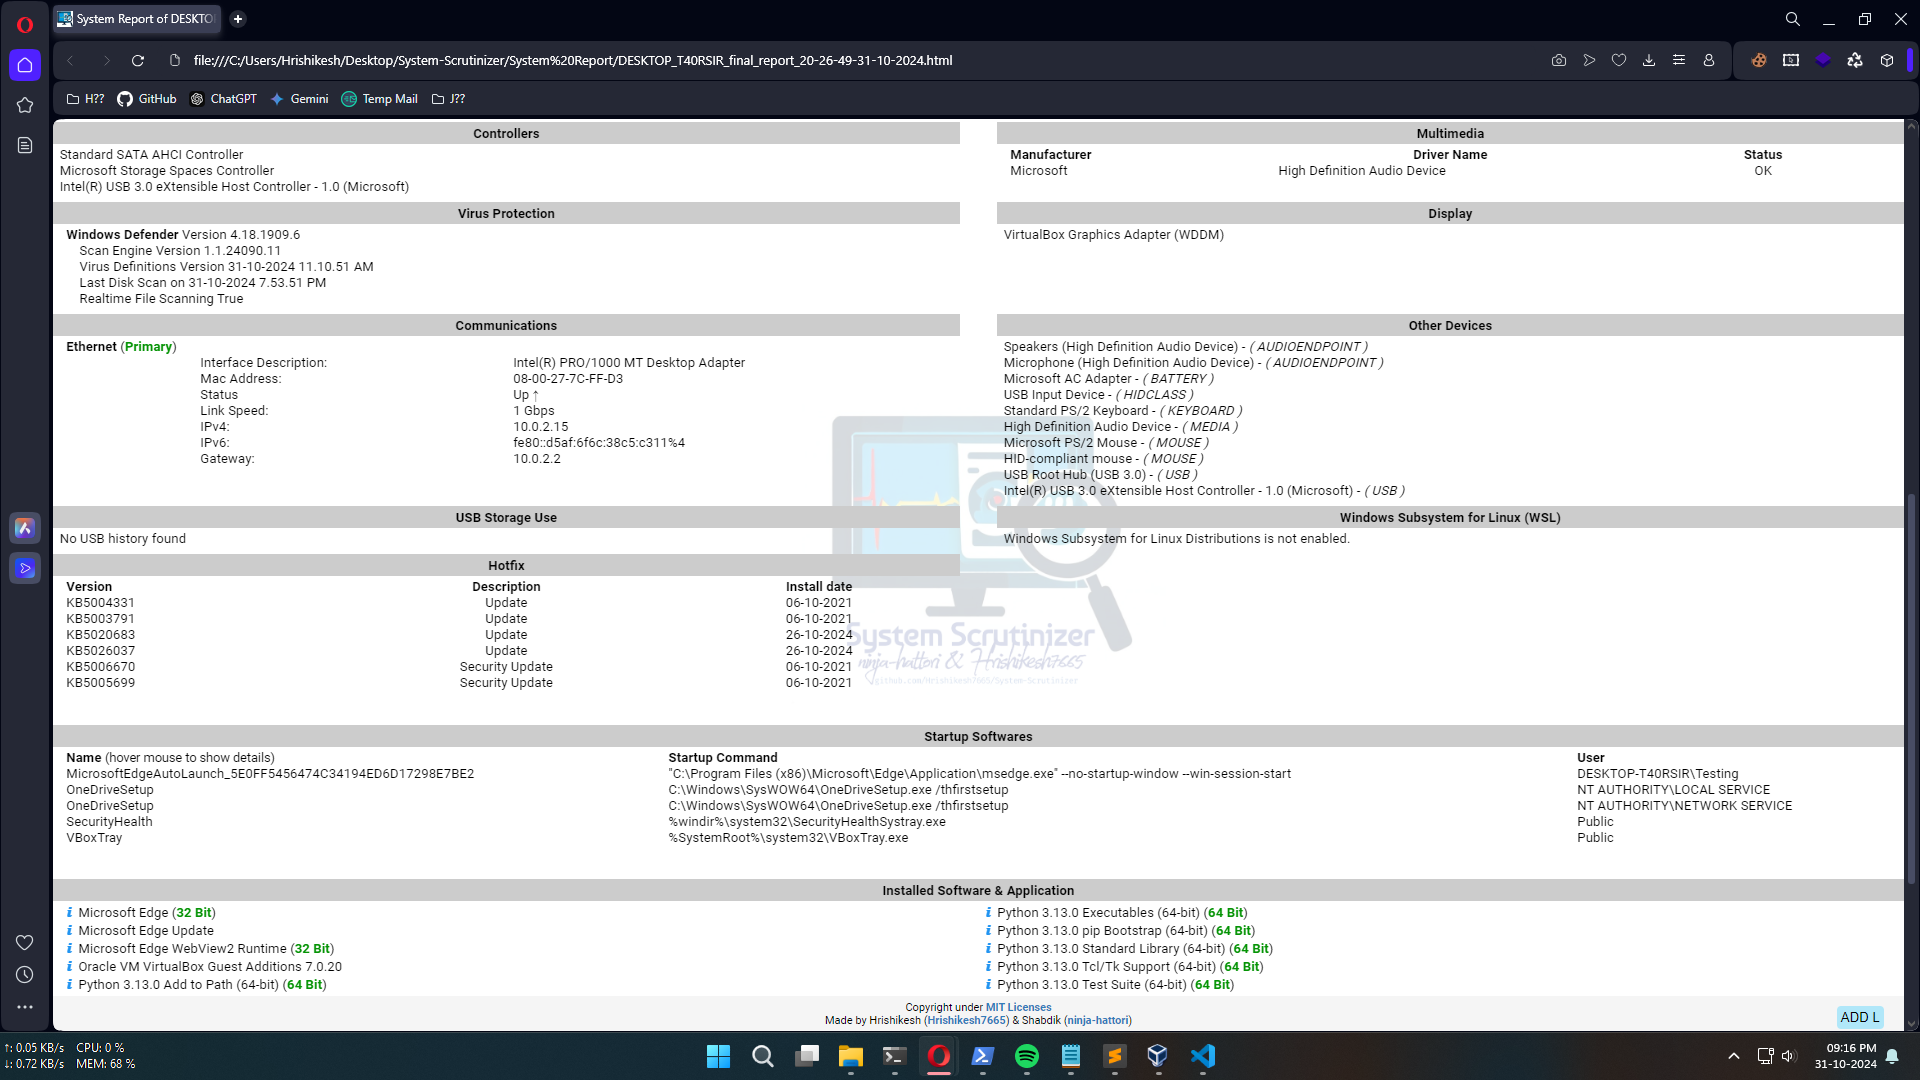 System Report of DESKTO
file:///C:/Users/Hrishikesh/Desktop/System-Scrutinizer/System%20Report/DESKTOP_T40RSIR_final_report_20-26-49-31-10-2024.html
H?? GitHub ChatGPT Gemini Temp Mail J??
Controllers
Standard SATA AHCI Controller
Microsoft Storage Spaces Controller
Intel(R) USB 3.0 eXtensible Host Controller - 1.0 (Microsoft)
Multimedia
Manufacturer Driver Name Status
Microsoft High Definition Audio Device OK
Virus Protection
Windows Defender Version 4.18.1909.6
Scan Engine Version 1.1.24090.11
Virus Definitions Version 31-10-2024 11.10.51 AM
Last Disk Scan on 31-10-2024 7.53.51 PM
Realtime File Scanning True
Display
VirtualBox Graphics Adapter (WDDM)
Communications
Ethernet (Primary)
Interface Description: Intel(R) PRO/1000 MT Desktop Adapter
Mac Address: 08-00-27-7C-FF-D3
Status Up ↑
Link Speed: 1 Gbps
IPv4: 10.0.2.15
IPv6: fe80::d5af:6f6c:38c5:c311%4
Gateway: 10.0.2.2
Other Devices
Speakers (High Definition Audio Device) - ( AUDIOENDPOINT )
Microphone (High Definition Audio Device) - ( AUDIOENDPOINT )
Microsoft AC Adapter - ( BATTERY )
USB Input Device - ( HIDCLASS )
Standard PS/2 Keyboard - ( KEYBOARD )
High Definition Audio Device - ( MEDIA )
Microsoft PS/2 Mouse - ( MOUSE )
HID-compliant mouse - ( MOUSE )
USB Root Hub (USB 3.0) - ( USB )
Intel(R) USB 3.0 eXtensible Host Controller - 1.0 (Microsoft) - ( USB )
USB Storage Use
No USB history found
Windows Subsystem for Linux (WSL)
Windows Subsystem for Linux Distributions is not enabled.
Hotfix
Version Description Install date
KB5004331 Update 06-10-2021
KB5003791 Update 06-10-2021
KB5020683 Update 26-10-2024
KB5026037 Update 26-10-2024
KB5006670 Security Update 06-10-2021
KB5005699 Security Update 06-10-2021
System Scrutinizer
ninja-hattori & Hrishikesh7665
github.com/Hrishikesh7665/System-Scrutinizer
Startup Softwares
Name (hover mouse to show details) Startup Command User
MicrosoftEdgeAutoLaunch_5E0FF5456474C34194ED6D17298E7BE2 "C:\Program Files (x86)\Microsoft\Edge\Application\msedge.exe" --no-startup-window --win-session-start DESKTOP-T40RSIR\Testing
OneDriveSetup C:\Windows\SysWOW64\OneDriveSetup.exe /thfirstsetup NT AUTHORITY\LOCAL SERVICE
OneDriveSetup C:\Windows\SysWOW64\OneDriveSetup.exe /thfirstsetup NT AUTHORITY\NETWORK SERVICE
SecurityHealth %windir%\system32\SecurityHealthSystray.exe Public
VBoxTray %SystemRoot%\system32\VBoxTray.exe Public
Installed Software & Application
i Microsoft Edge (32 Bit)
i Microsoft Edge Update
i Microsoft Edge WebView2 Runtime (32 Bit)
i Oracle VM VirtualBox Guest Additions 7.0.20
i Python 3.13.0 Add to Path (64-bit) (64 Bit)
i Python 3.13.0 Executables (64-bit) (64 Bit)
i Python 3.13.0 pip Bootstrap (64-bit) (64 Bit)
i Python 3.13.0 Standard Library (64-bit) (64 Bit)
i Python 3.13.0 Tcl/Tk Support (64-bit) (64 Bit)
i Python 3.13.0 Test Suite (64-bit) (64 Bit)
Copyright under MIT Licenses
Made by Hrishikesh (Hrishikesh7665) & Shabdik (ninja-hattori)
ADD L
↑: 0.05 KB/s CPU: 0 %
↓: 0.72 KB/s MEM: 68 %
09:16 PM
31-10-2024